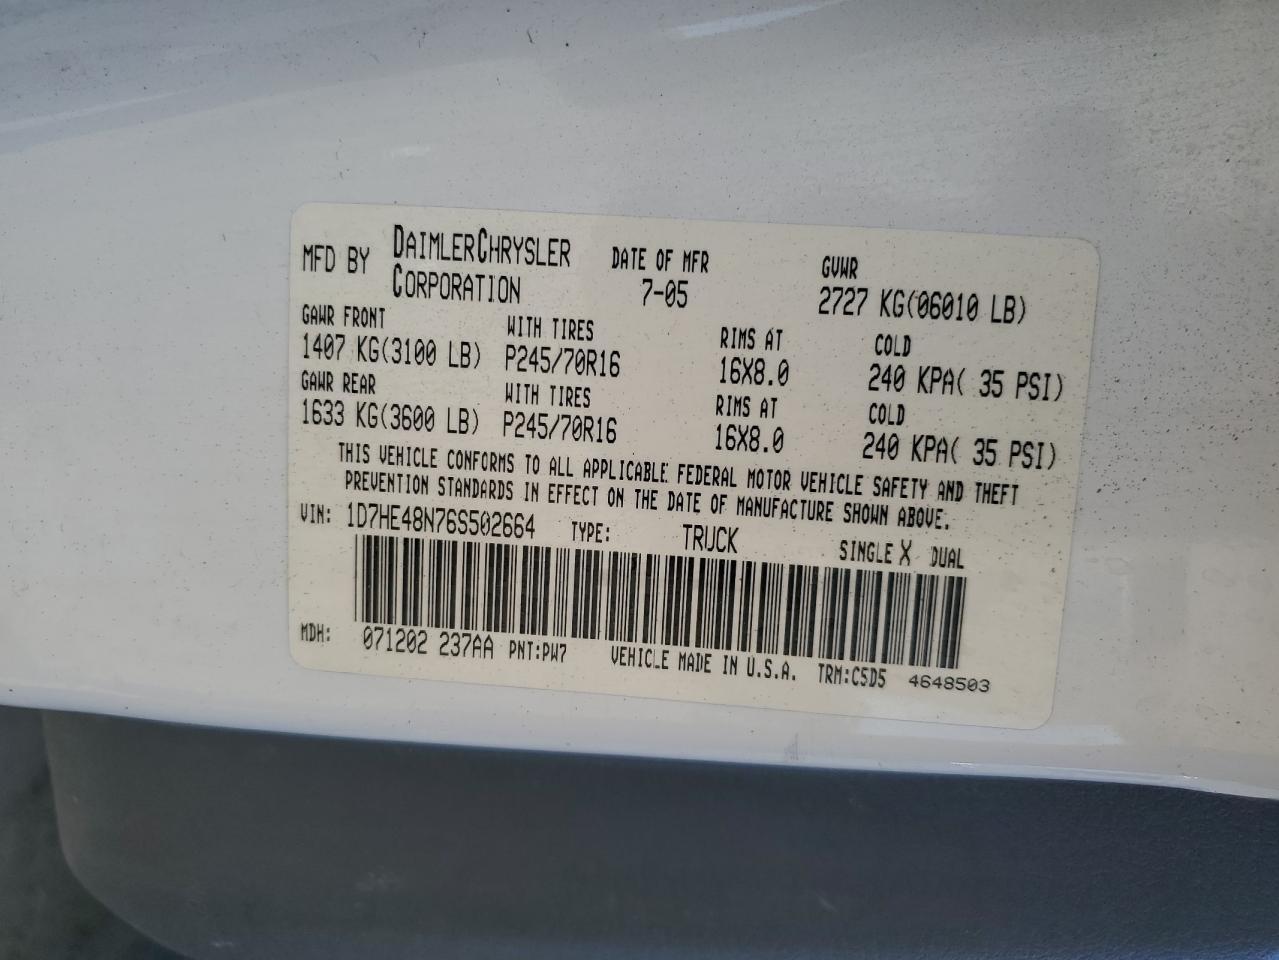 MFD BY DAIMLERCHRYSLER CORPORATION DATE OF MFR 7-05 GVWR 2727 KG(06010 LB)
GAWR FRONT WITH TIRES RIMS AT COLD
1407 KG(3100 LB) P245/70R16 16X8.0 240 KPA( 35 PSI)
GAWR REAR WITH TIRES RIMS AT COLD
1633 KG(3600 LB) P245/70R16 16X8.0 240 KPA( 35 PSI)
THIS VEHICLE CONFORMS TO ALL APPLICABLE FEDERAL MOTOR VEHICLE SAFETY AND THEFT
PREVENTION STANDARDS IN EFFECT ON THE DATE OF MANUFACTURE SHOWN ABOVE.
VIN: 1D7HE48N76S502664 TYPE: TRUCK SINGLE X DUAL
MDH: 071202 237AA PNT:PW7 VEHICLE MADE IN U.S.A. TRM:C5D5 4648503